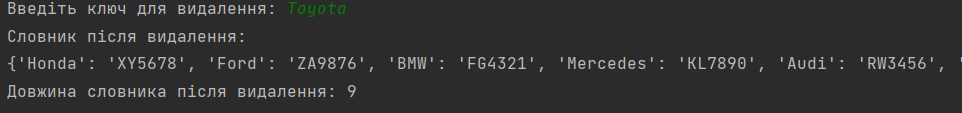 Введіть ключ для видалення: Toyota
Словник після видалення:
{'Honda': 'XY5678', 'Ford': 'ZA9876', 'BMW': 'FG4321', 'Mercedes': 'KL7890', 'Audi': 'RW3456', '
Довжина словника після видалення: 9